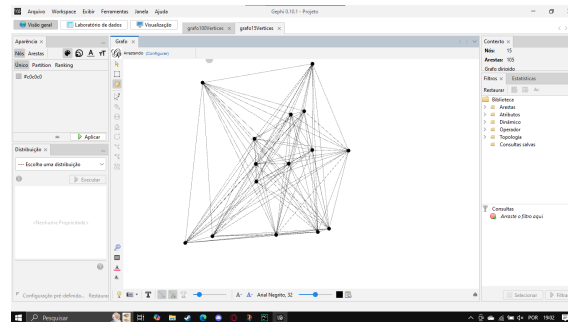 Gephi 0.10.1 - Projeto
Arquivo Workspace Exibir Ferramentas Janela Ajuda
Visão geral Laboratório de dados Visualização grafo100Vertices × grafo15Vertices ×
Aparência ×
Nós Arestas
Único Partition Ranking
#c0c0c0
Aplicar
Distribuição ×
--- Escolha uma distribuição
Executar
<Nenhuma Propriedade>
Configuração pré-definida... Restaurar
Grafo ×
Arrastando (Configurar)
A- A- Arial Negrito, 32
Contexto ×
Nós: 15
Arestas: 105
Grafo dirigido
Filtros × Estatísticas
Restaurar
Biblioteca
Arestas
Atributos
Dinâmico
Operador
Topologia
Consultas salvas
Consultas
Arraste o filtro aqui
Selecionar Filtrar
Pesquisar
POR 19:02